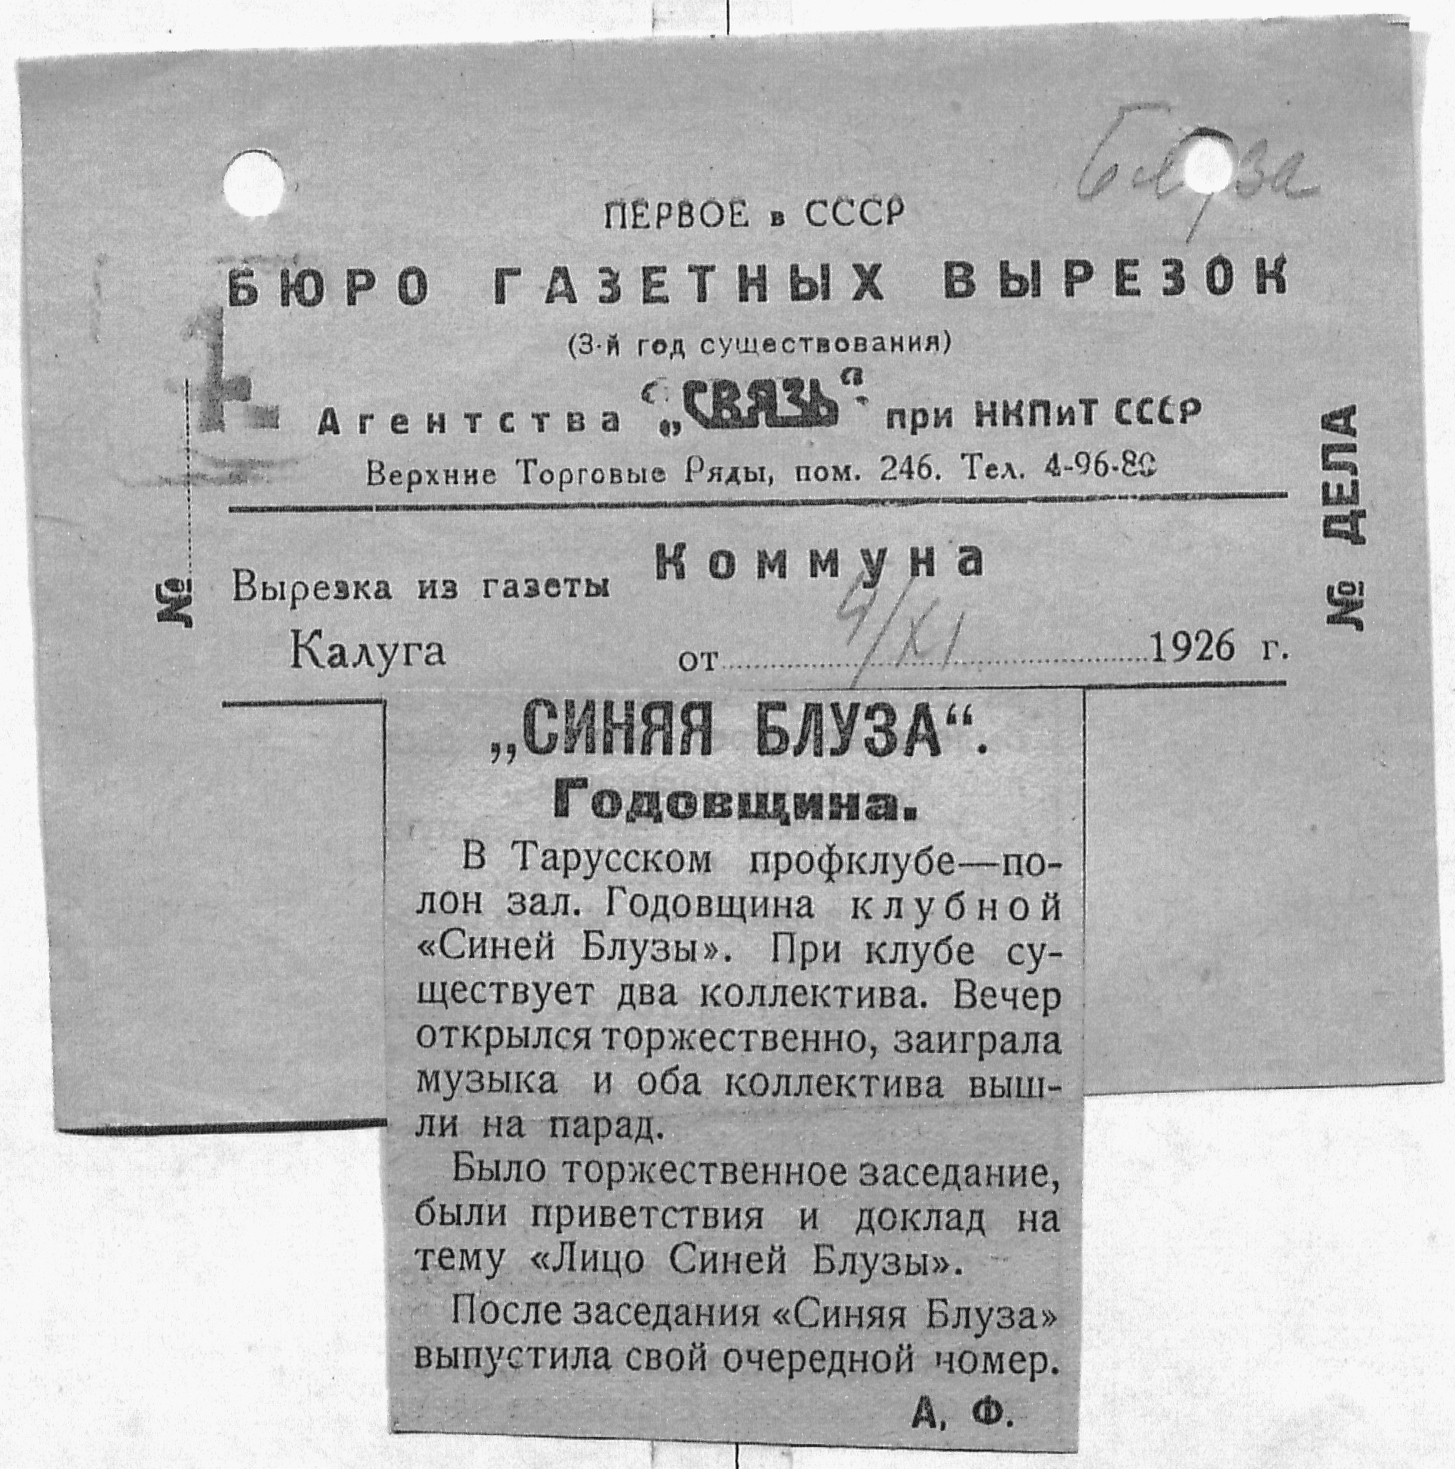 Блуза
ПЕРВОЕ в СССР
БЮРО ГАЗЕТНЫХ ВЫРЕЗОК
(3-й год существования)
Агентства „СВЯЗЬ“ при НКПиТ СССР
Верхние Торговые Ряды, пом. 246. Тел. 4-96-80
№
№ ДЕЛА
Вырезка из газеты Коммуна
Калуга от 4/XI 1926 г.
„СИНЯЯ БЛУЗА“.
Годовщина.
В Тарусском профклубе—по-
лон зал. Годовщина клубной
«Синей Блузы». При клубе су-
ществует два коллектива. Вечер
открылся торжественно, заиграла
музыка и оба коллектива выш-
ли на парад.
Было торжественное заседание,
были приветствия и доклад на
тему «Лицо Синей Блузы».
После заседания «Синяя Блуза»
выпустила свой очередной номер.
А. Ф.